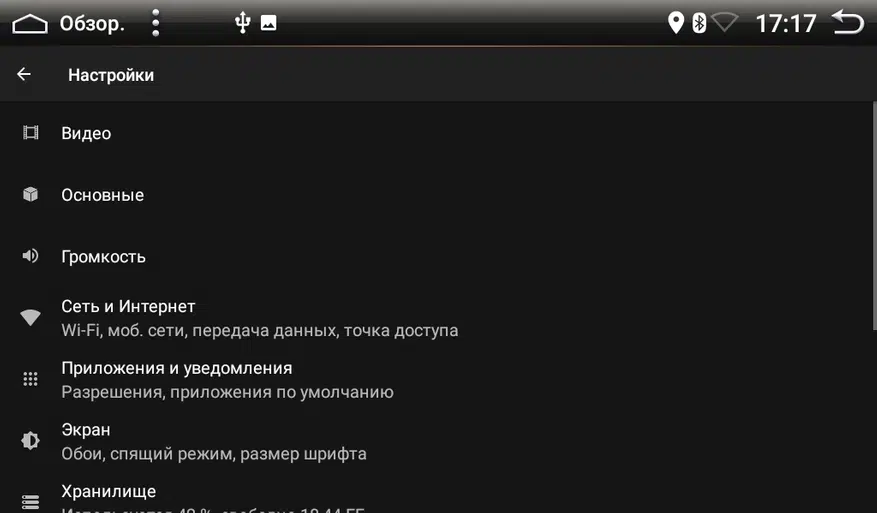 Обзор.
17:17
Настройки
Видео
Основные
Громкость
Сеть и Интернет
Wi-Fi, моб. сети, передача данных, точка доступа
Приложения и уведомления
Разрешения, приложения по умолчанию
Экран
Обои, спящий режим, размер шрифта
Хранилище